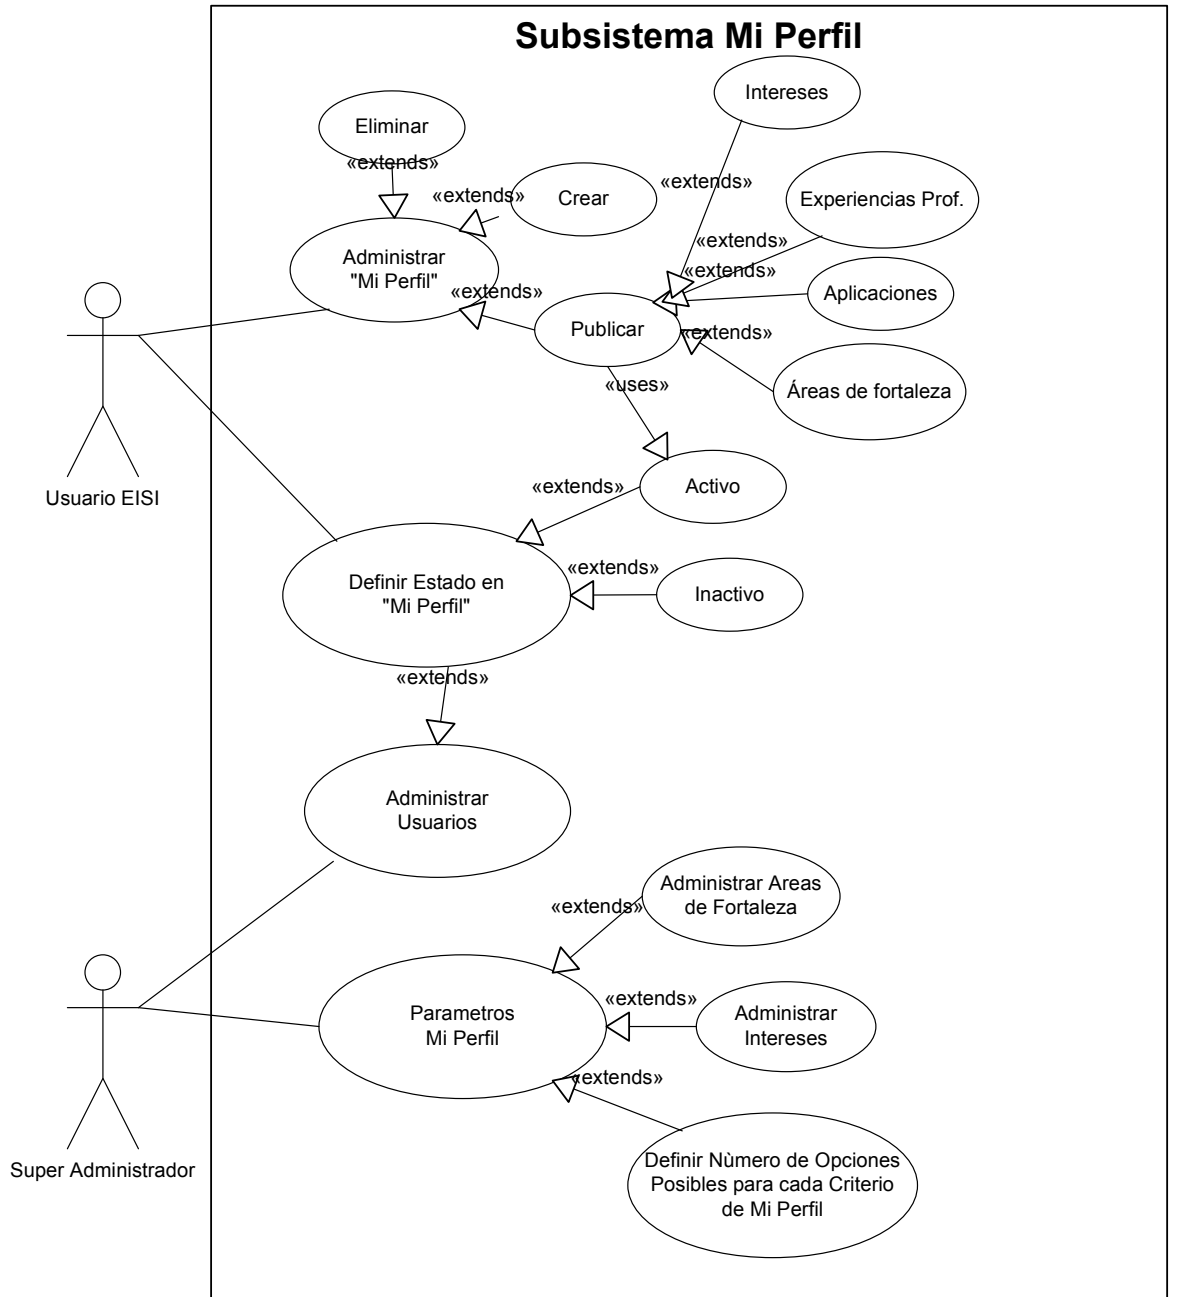 Subsistema Mi Perfil
Intereses
Eliminar
«extends»
Crear
«extends»
«extends»
Experiencias Prof.
«extends»
«extends»
Administrar
"Mi Perfil"
«extends»
Aplicaciones
Publicar
«extends»
«uses»
Áreas de fortaleza
Usuario EISI
«extends»
Activo
Definir Estado en
"Mi Perfil"
«extends»
Inactivo
«extends»
Administrar
Usuarios
Administrar Areas
de Fortaleza
«extends»
Parametros
Mi Perfil
«extends»
Administrar
Intereses
«extends»
Super Administrador
Definir Nùmero de Opciones
Posibles para cada Criterio
de Mi Perfil